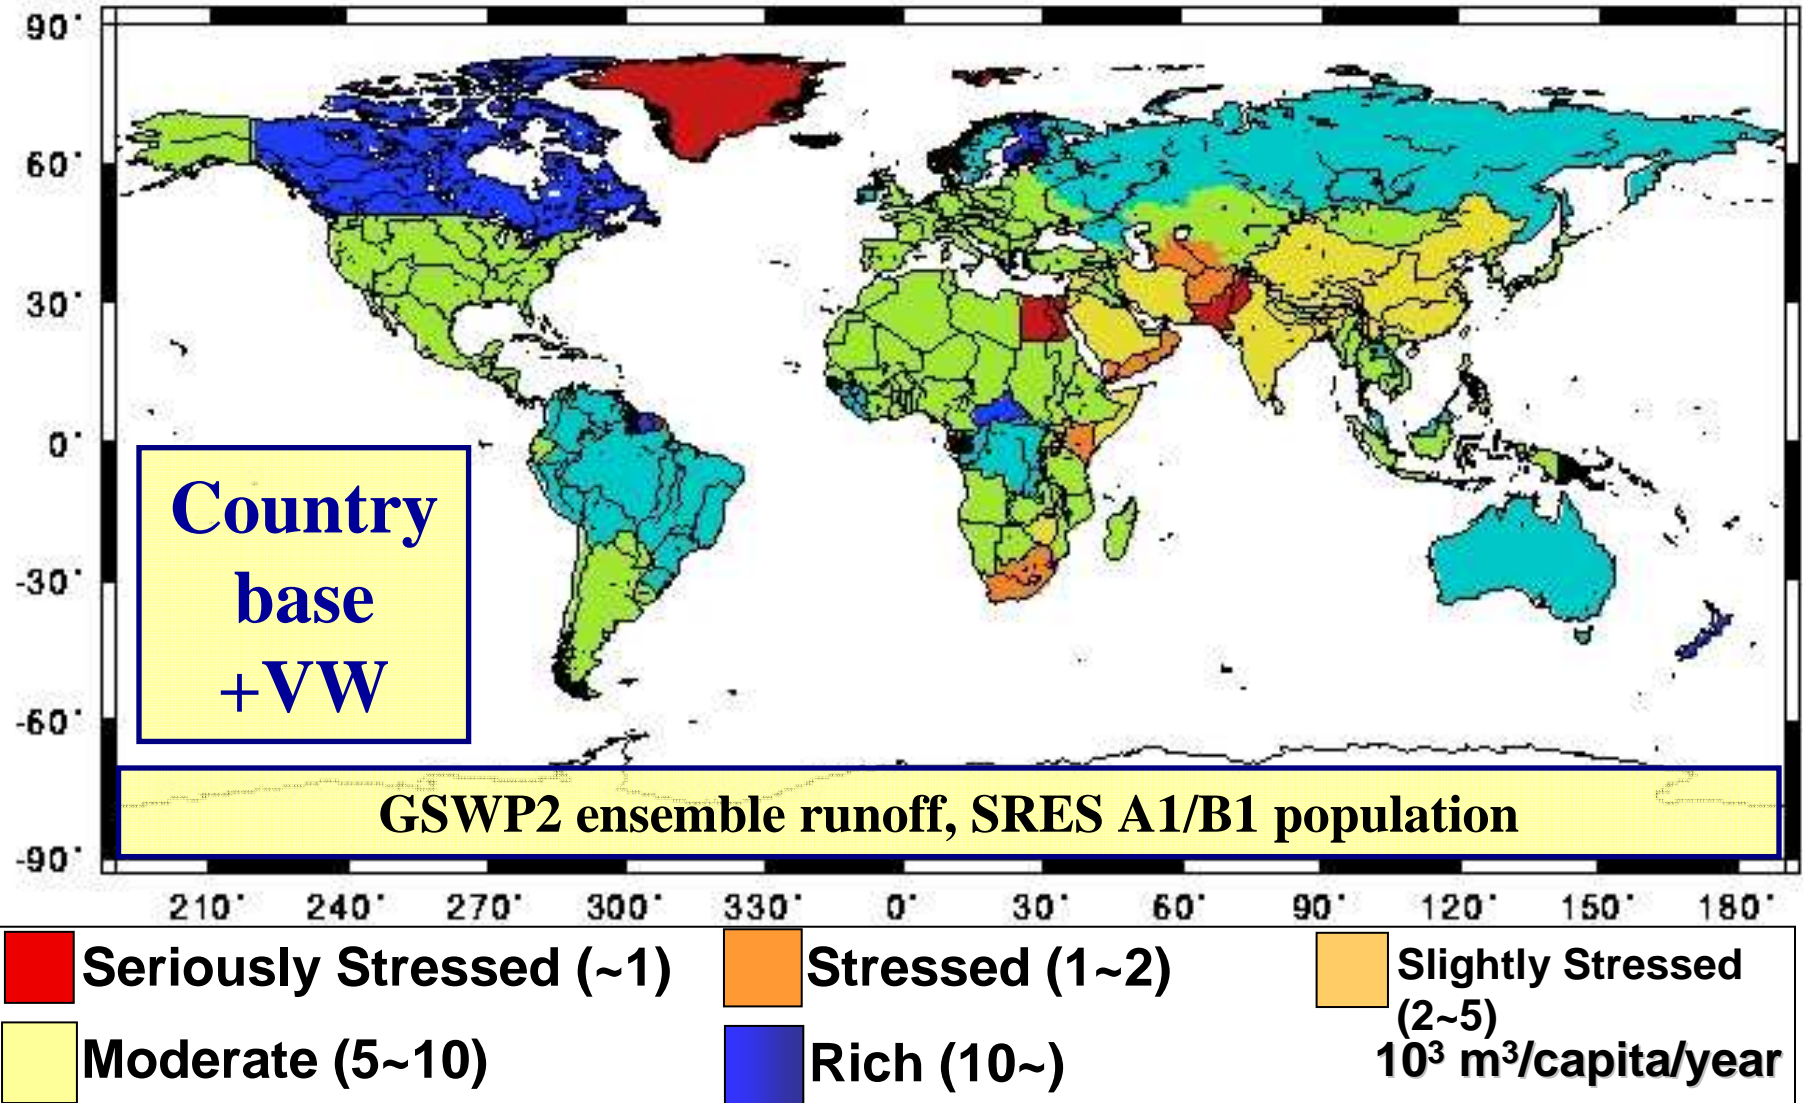 90°
60°
30°
0°
-30°
-60°
-90°
Country
base
+VW
GSWP2 ensemble runoff, SRES A1/B1 population
210° 240° 270° 300° 330° 0° 30° 60° 90° 120° 150° 180°
Seriously Stressed (~1)
Stressed (1~2)
Slightly Stressed
(2~5)
Moderate (5~10)
Rich (10~)
10³ m³/capita/year